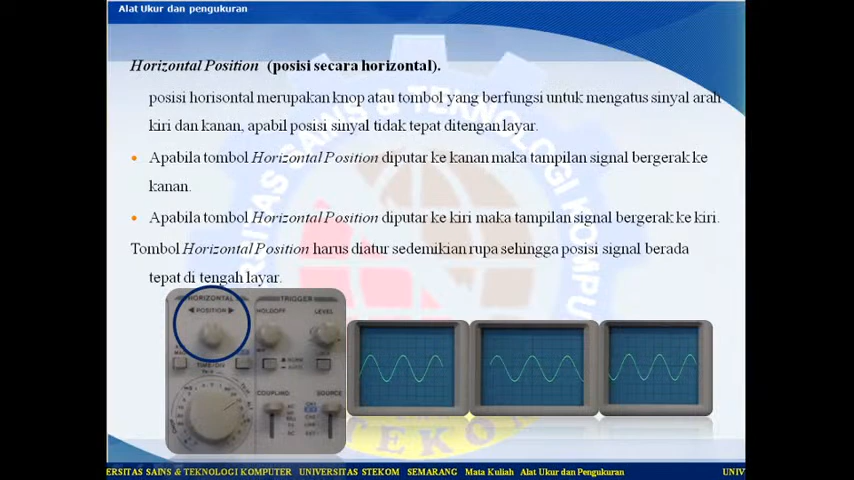 Alat Ukur dan pengukuran
Horizontal Position (posisi secara horizontal).
posisi horisontal merupakan knop atau tombol yang berfungsi untuk mengatus sinyal arah
kiri dan kanan, apabil posisi sinyal tidak tepat ditengan layar.
Apabila tombol Horizontal Position diputar ke kanan maka tampilan signal bergerak ke
kanan.
Apabila tombol Horizontal Position diputar ke kiri maka tampilan signal bergerak ke kiri.
Tombol Horizontal Position harus diatur sedemikian rupa sehingga posisi signal berada
tepat di tengah layar.
HORIZONTAL
TRIGGER
POSITION
HOLDOFF
LEVEL
TIME/DIV
COUPLING
SOURCE
ERSITAS SAINS & TEKNOLOGI KOMPUTER UNIVERSITAS STEKOM SEMARANG Mata Kuliah Alat Ukur dan Pengukuran UNIV